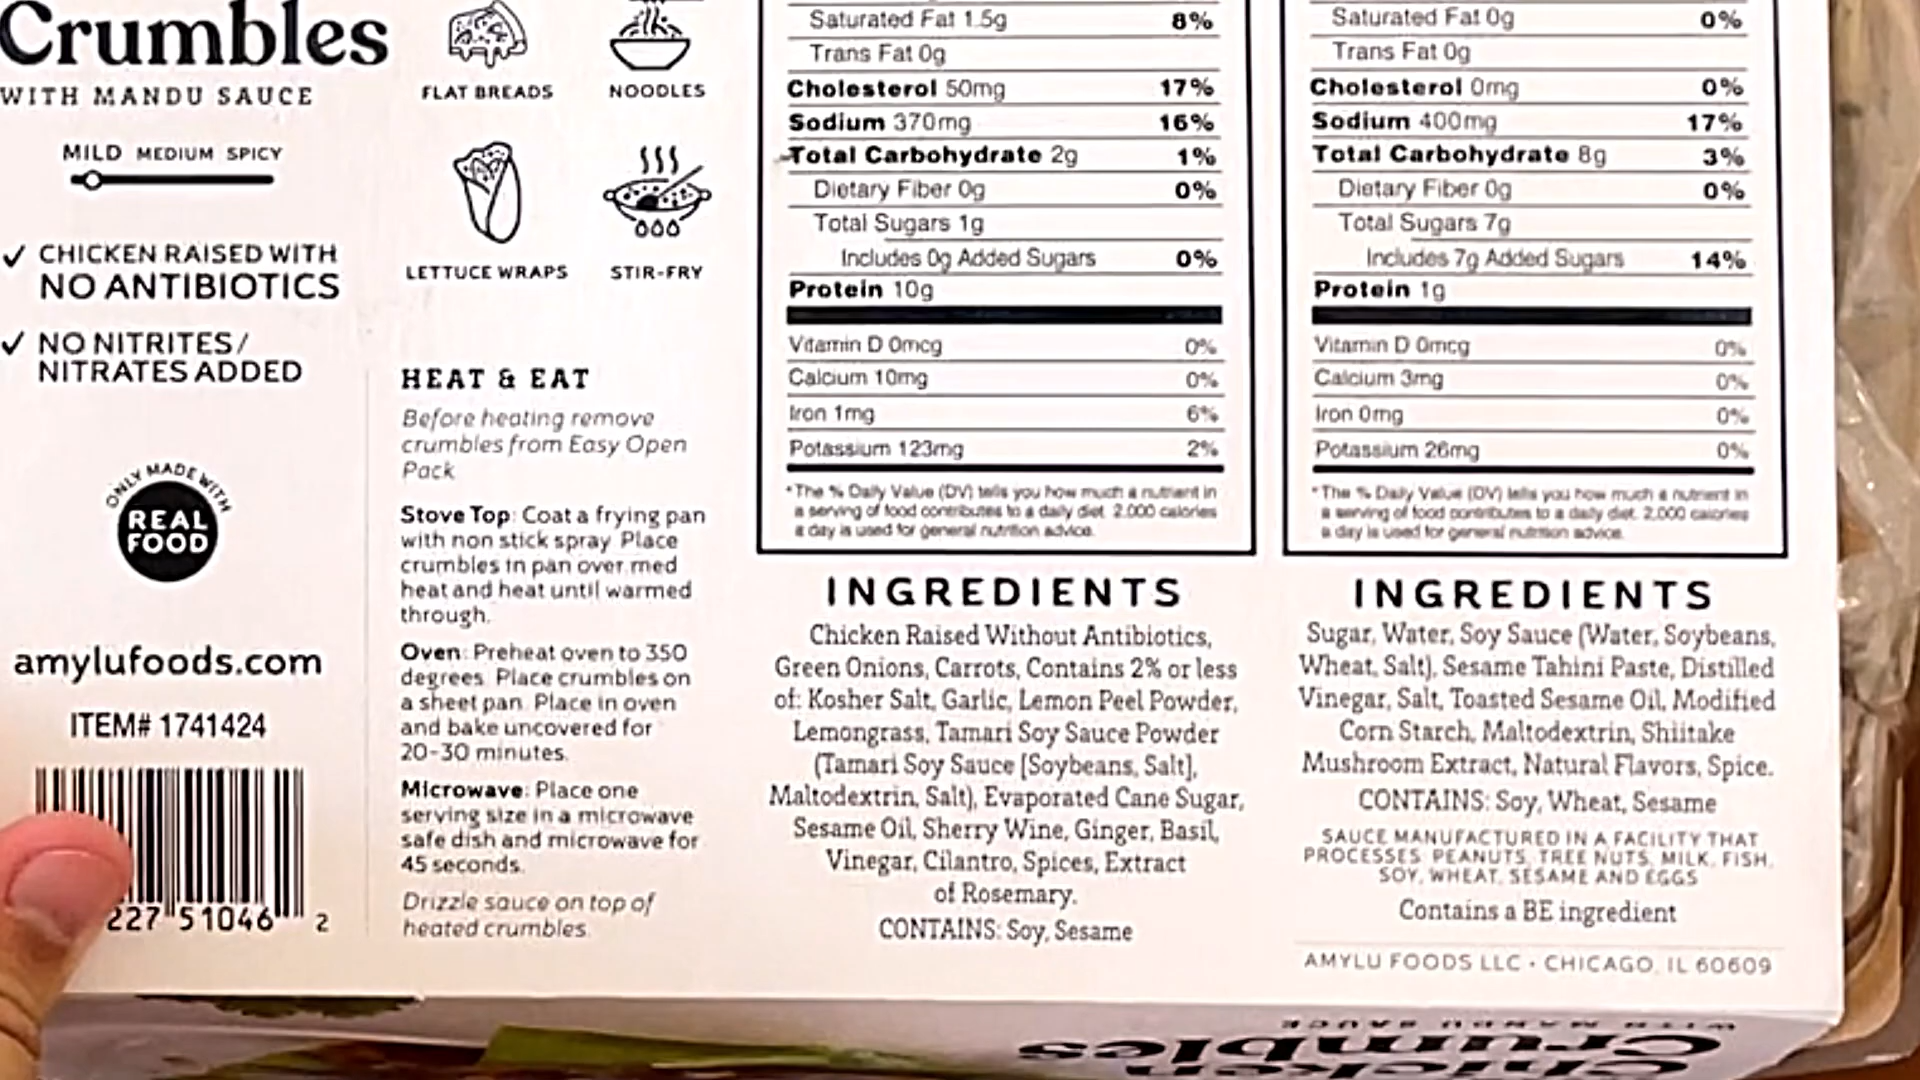 Crumbles
WITH MANDU SAUCE
MILD MEDIUM SPICY
✓ CHICKEN RAISED WITH
NO ANTIBIOTICS
✓ NO NITRITES/
NITRATES ADDED
ONLY MADE WITH
REAL
FOOD
amylufoods.com
ITEM# 1741424
227 51046 2
FLAT BREADS
NOODLES
LETTUCE WRAPS
STIR-FRY
HEAT & EAT
Before heating remove
crumbles from Easy Open
Pack
Stove Top: Coat a frying pan
with non stick spray. Place
crumbles in pan over med
heat and heat until warmed
through.
Oven: Preheat oven to 350
degrees. Place crumbles on
a sheet pan. Place in oven
and bake uncovered for
20-30 minutes.
Microwave: Place one
serving size in a microwave
safe dish and microwave for
45 seconds.
Drizzle sauce on top of
heated crumbles.
Saturated Fat 1.5g 8%
Trans Fat 0g
Cholesterol 50mg 17%
Sodium 370mg 16%
Total Carbohydrate 2g 1%
Dietary Fiber 0g 0%
Total Sugars 1g
Includes 0g Added Sugars 0%
Protein 10g
Vitamin D 0mcg 0%
Calcium 10mg 0%
Iron 1mg 6%
Potassium 123mg 2%
*The % Daily Value (DV) tells you how much a nutrient in
a serving of food contributes to a daily diet. 2,000 calories
a day is used for general nutrition advice.
INGREDIENTS
Chicken Raised Without Antibiotics,
Green Onions, Carrots, Contains 2% or less
of: Kosher Salt, Garlic, Lemon Peel Powder,
Lemongrass, Tamari Soy Sauce Powder
(Tamari Soy Sauce [Soybeans, Salt],
Maltodextrin, Salt), Evaporated Cane Sugar,
Sesame Oil, Sherry Wine, Ginger, Basil,
Vinegar, Cilantro, Spices, Extract
of Rosemary.
CONTAINS: Soy, Sesame
Saturated Fat 0g 0%
Trans Fat 0g
Cholesterol 0mg 0%
Sodium 400mg 17%
Total Carbohydrate 8g 3%
Dietary Fiber 0g 0%
Total Sugars 7g
Includes 7g Added Sugars 14%
Protein 1g
Vitamin D 0mcg 0%
Calcium 3mg 0%
Iron 0mg 0%
Potassium 26mg 0%
*The % Daily Value (DV) tells you how much a nutrient in
a serving of food contributes to a daily diet. 2,000 calories
a day is used for general nutrition advice.
INGREDIENTS
Sugar, Water, Soy Sauce (Water, Soybeans,
Wheat, Salt), Sesame Tahini Paste, Distilled
Vinegar, Salt, Toasted Sesame Oil, Modified
Corn Starch, Maltodextrin, Shiitake
Mushroom Extract, Natural Flavors, Spice.
CONTAINS: Soy, Wheat, Sesame
SAUCE MANUFACTURED IN A FACILITY THAT
PROCESSES PEANUTS, TREE NUTS, MILK, FISH,
SOY, WHEAT, SESAME AND EGGS
Contains a BE ingredient
AMYLU FOODS LLC • CHICAGO, IL 60609
WITH MANDU SAUCE
Crumbles
Chicken